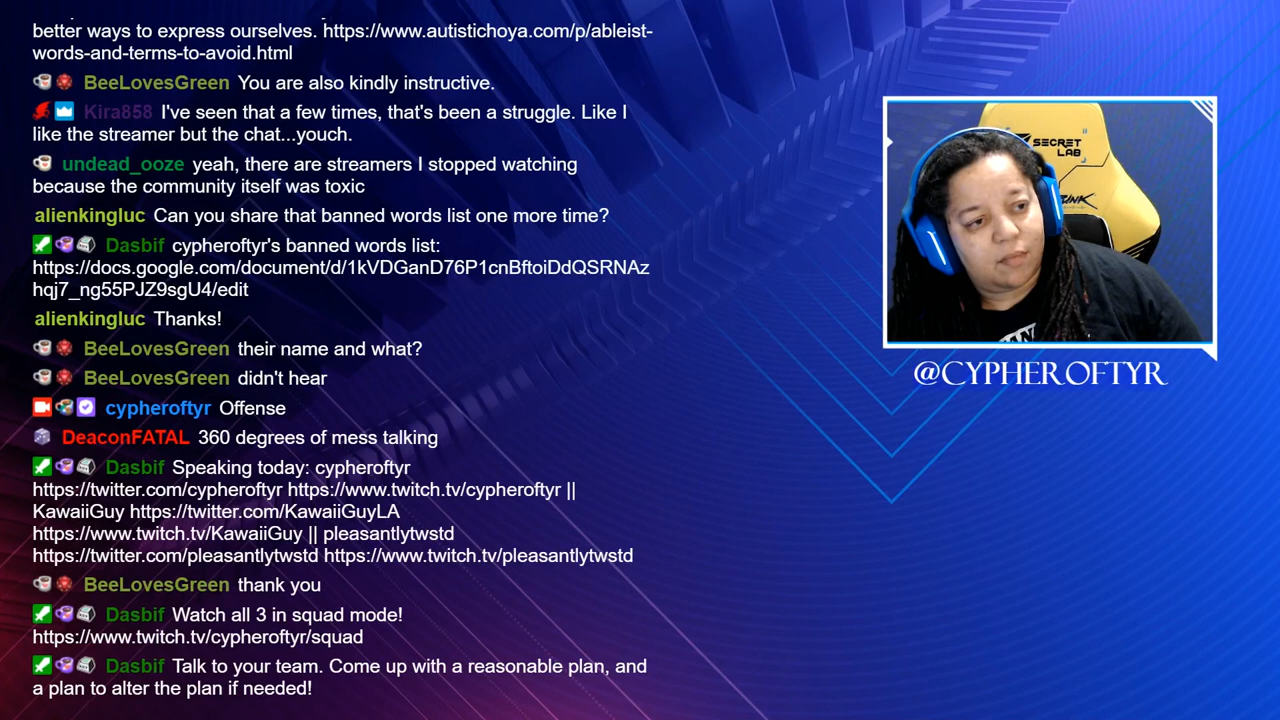 better ways to express ourselves. https://www.autistichoya.com/p/ableist-
words-and-terms-to-avoid.html
BeeLovesGreen You are also kindly instructive.
Kira858 I've seen that a few times, that's been a struggle. Like I
like the streamer but the chat...youch.
undead_ooze yeah, there are streamers I stopped watching
because the community itself was toxic
alienkingluc Can you share that banned words list one more time?
Dasbif cypheroftyr's banned words list:
https://docs.google.com/document/d/1kVDGanD76P1cnBftoiDdQSRNAz
hqj7_ng55PJZ9sgU4/edit
alienkingluc Thanks!
BeeLovesGreen their name and what?
BeeLovesGreen didn't hear
cypheroftyr Offense
DeaconFATAL 360 degrees of mess talking
Dasbif Speaking today: cypheroftyr
https://twitter.com/cypheroftyr https://www.twitch.tv/cypheroftyr ||
KawaiiGuy https://twitter.com/KawaiiGuyLA
https://www.twitch.tv/KawaiiGuy || pleasantlytwstd
https://twitter.com/pleasantlytwstd https://www.twitch.tv/pleasantlytwstd
BeeLovesGreen thank you
Dasbif Watch all 3 in squad mode!
https://www.twitch.tv/cypheroftyr/squad
Dasbif Talk to your team. Come up with a reasonable plan, and
a plan to alter the plan if needed!
SECRET
LAB
@CYPHEROFTYR